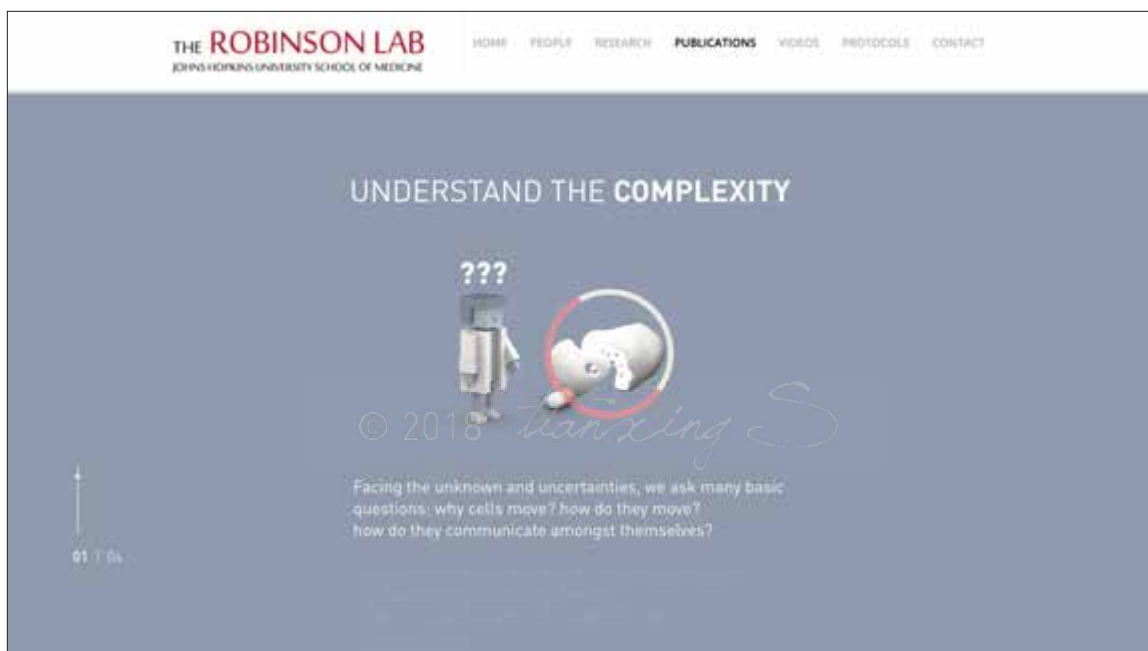 THE ROBINSON LAB
JOHNS HOPKINS UNIVERSITY SCHOOL OF MEDICINE
HOME PEOPLE RESEARCH PUBLICATIONS VIDEOS PROTOCOLS CONTACT
UNDERSTAND THE COMPLEXITY
???
© 2018 tianxing S
Facing the unknown and uncertainties, we ask many basic
questions: why cells move? how do they move?
how do they communicate amongst themselves?
01 / 04